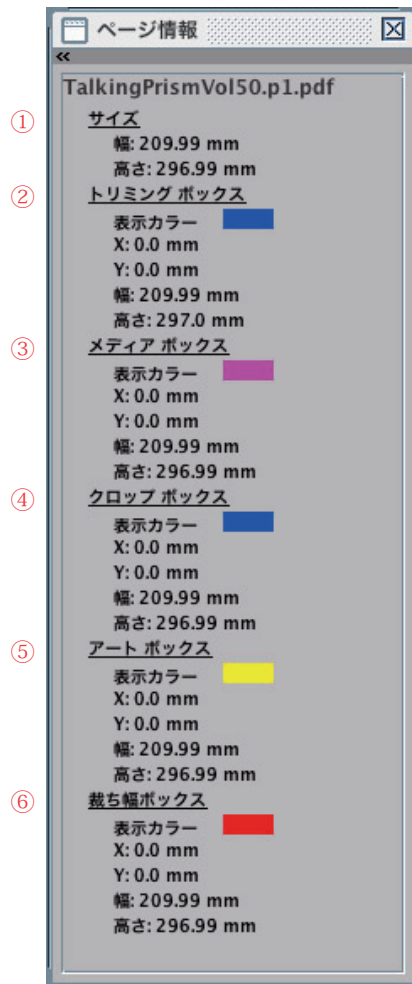 ページ情報
«
TalkingPrismVol50.p1.pdf
① サイズ
幅: 209.99 mm
高さ: 296.99 mm
② トリミング ボックス
表示カラー
X: 0.0 mm
Y: 0.0 mm
幅: 209.99 mm
高さ: 297.0 mm
③ メディア ボックス
表示カラー
X: 0.0 mm
Y: 0.0 mm
幅: 209.99 mm
高さ: 296.99 mm
④ クロップ ボックス
表示カラー
X: 0.0 mm
Y: 0.0 mm
幅: 209.99 mm
高さ: 296.99 mm
⑤ アート ボックス
表示カラー
X: 0.0 mm
Y: 0.0 mm
幅: 209.99 mm
高さ: 296.99 mm
⑥ 裁ち幅ボックス
表示カラー
X: 0.0 mm
Y: 0.0 mm
幅: 209.99 mm
高さ: 296.99 mm